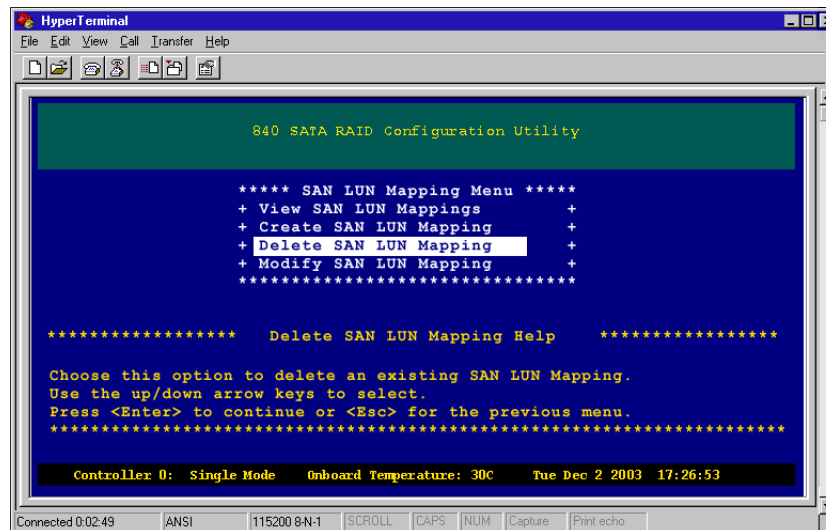 HyperTerminal
File Edit View Call Transfer Help
840 SATA RAID Configuration Utility
***** SAN LUN Mapping Menu *****
+ View SAN LUN Mappings +
+ Create SAN LUN Mapping +
+ Delete SAN LUN Mapping +
+ Modify SAN LUN Mapping +
********************************
****************** Delete SAN LUN Mapping Help *****************
Choose this option to delete an existing SAN LUN Mapping.
Use the up/down arrow keys to select.
Press <Enter> to continue or <Esc> for the previous menu.
***********************************************************************
Controller 0: Single Mode Onboard Temperature: 30C Tue Dec 2 2003 17:26:53
Connected 0:02:49 ANSI 115200 8-N-1 SCROLL CAPS NUM Capture Print echo